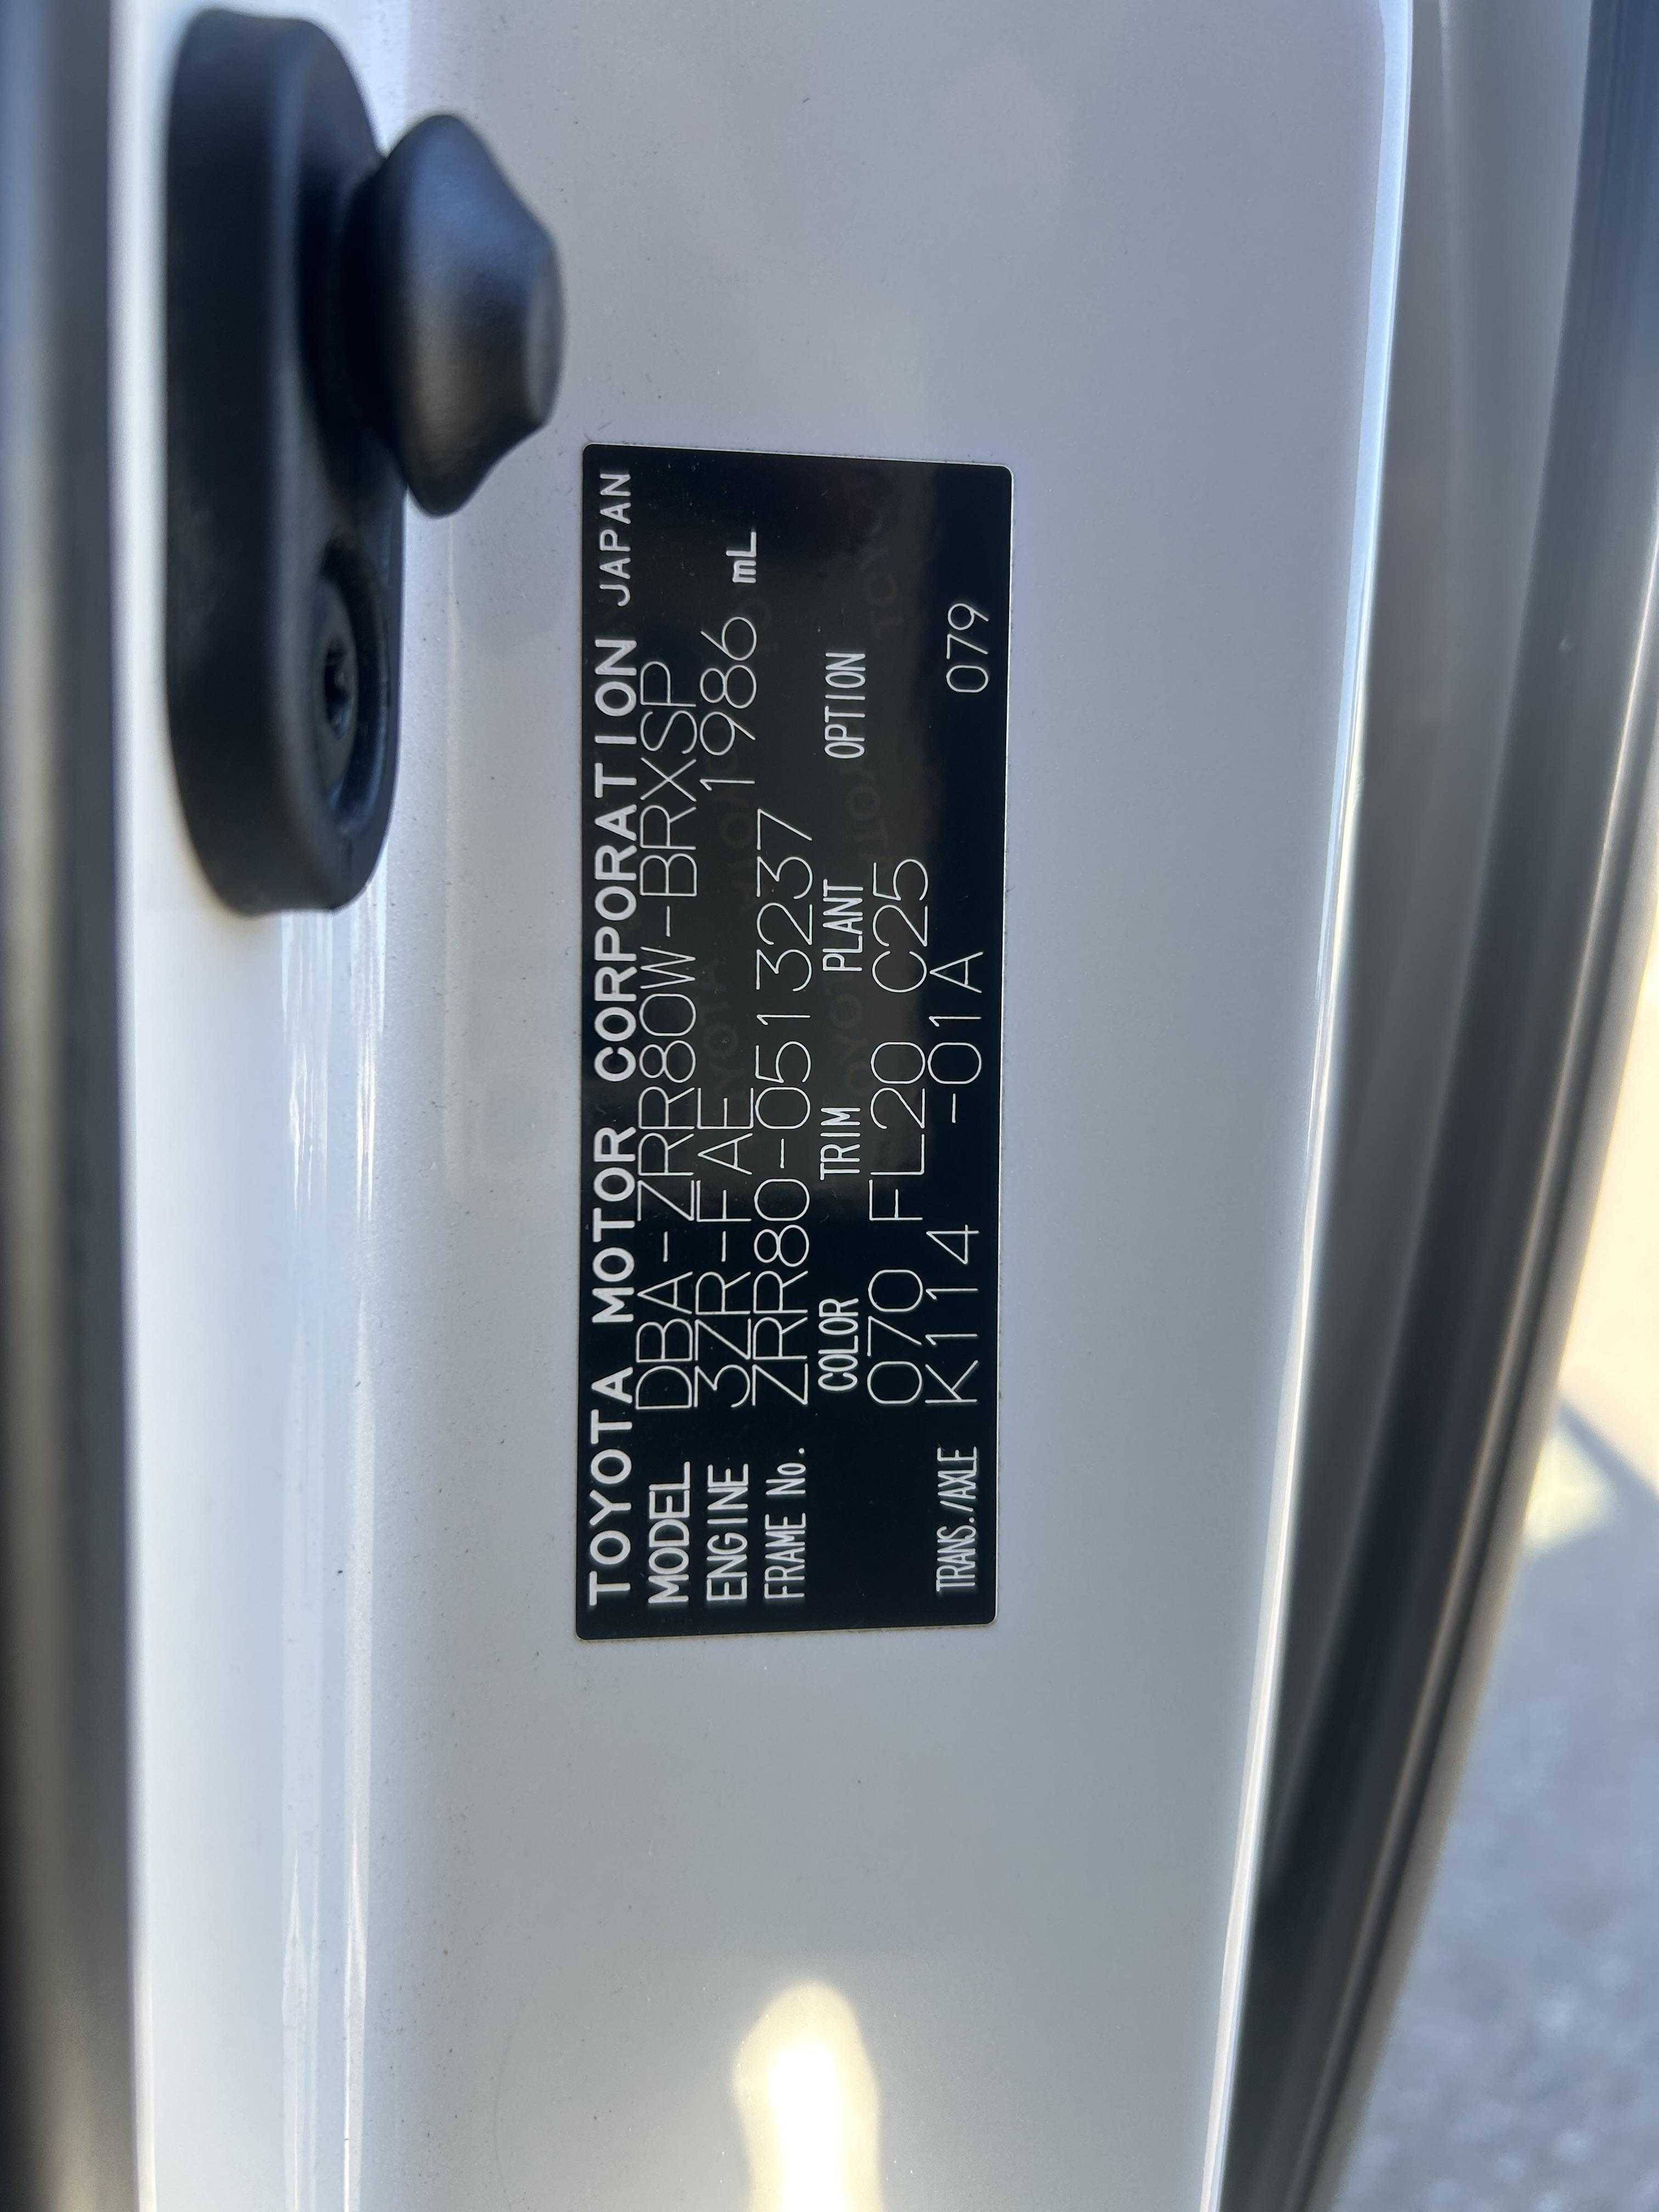 TOYOTA MOTOR CORPORATION JAPAN
MODEL DBA-ZRR80W-BRXSP
ENGINE 3ZR-FAE 1986 mL
FRAME No. ZRR80-0513237
COLOR TRIM PLANT OPTION
070 FL20 C25
TRANS./AXLE K114 -01A 079